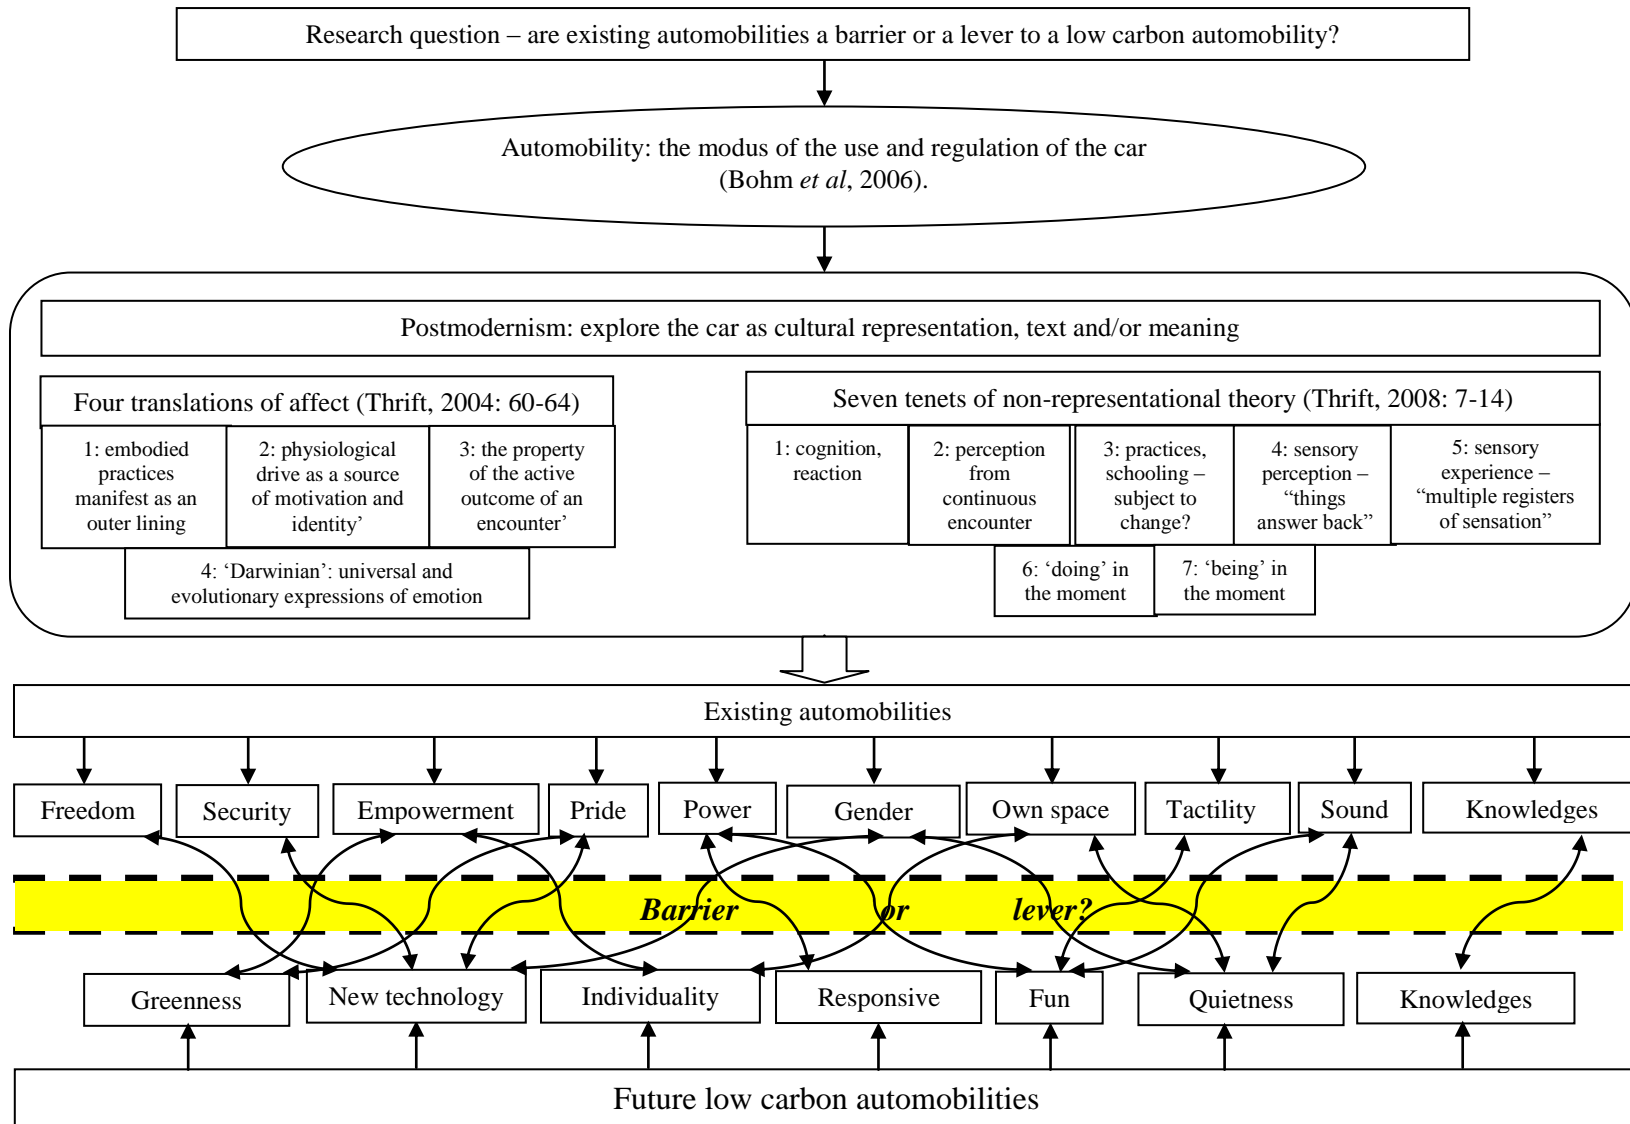 Research question – are existing automobilities a barrier or a lever to a low carbon automobility?
Automobility: the modus of the use and regulation of the car
(Bohm et al, 2006).
Postmodernism: explore the car as cultural representation, text and/or meaning
Four translations of affect (Thrift, 2004: 60-64)
1: embodied
practices
manifest as an
outer lining
2: physiological
drive as a source
of motivation and
identity’
3: the property
of the active
outcome of an
encounter’
4: ‘Darwinian’: universal and
evolutionary expressions of emotion
Seven tenets of non-representational theory (Thrift, 2008: 7-14)
1: cognition,
reaction
2: perception
from
continuous
encounter
3: practices,
schooling –
subject to
change?
4: sensory
perception –
“things
answer back”
5: sensory
experience –
“multiple registers
of sensation”
6: ‘doing’ in
the moment
7: ‘being’ in
the moment
Existing automobilities
Freedom
Security
Empowerment
Pride
Power
Gender
Own space
Tactility
Sound
Knowledges
Barrier or lever?
Greenness
New technology
Individuality
Responsive
Fun
Quietness
Knowledges
Future low carbon automobilities